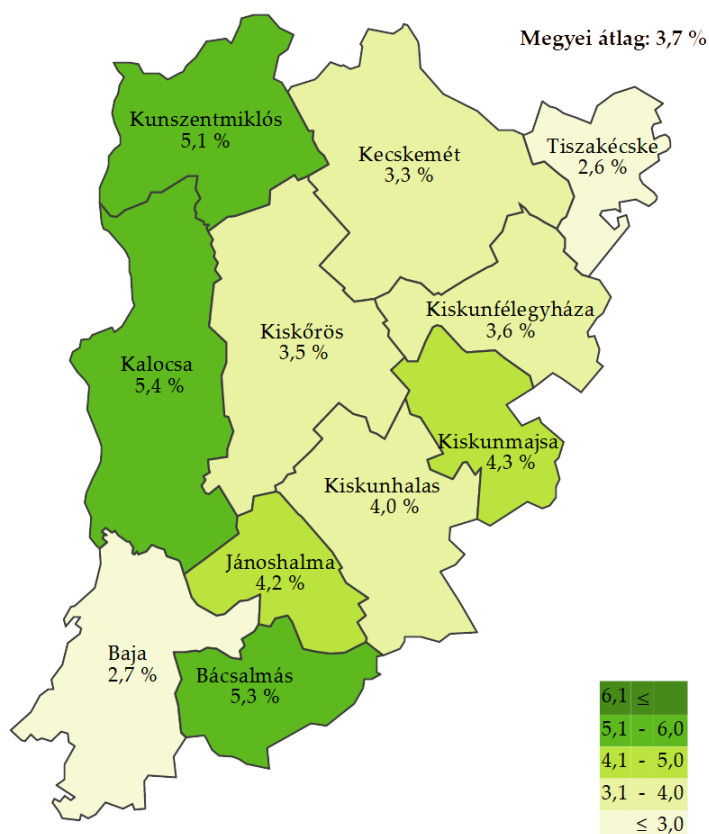 Megyei átlag: 3,7 %
Kunszentmiklós
5,1 %
Kecskemét
3,3 %
Tiszakécske
2,6 %
Kiskunfélegyháza
3,6 %
Kiskőrös
3,5 %
Kalocsa
5,4 %
Kiskunmajsa
4,3 %
Kiskunhalas
4,0 %
Jánoshalma
4,2 %
Baja
2,7 %
Bácsalmás
5,3 %
6,1 ≤
5,1 - 6,0
4,1 - 5,0
3,1 - 4,0
≤ 3,0